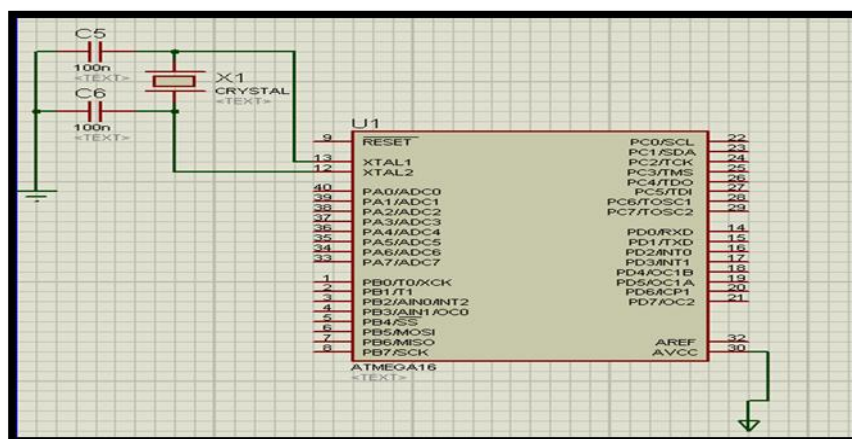 C5
100n
<TEXT>
X1
CRYSTAL
<TEXT>
C6
100n
<TEXT>
U1
9 RESET
13 XTAL1
12 XTAL2
40 PA0/ADC0
39 PA1/ADC1
38 PA2/ADC2
37 PA3/ADC3
36 PA4/ADC4
35 PA5/ADC5
34 PA6/ADC6
33 PA7/ADC7
1 PB0/T0/XCK
2 PB1/T1
3 PB2/AIN0/INT2
4 PB3/AIN1/OC0
5 PB4/SS
6 PB5/MOSI
7 PB6/MISO
8 PB7/SCK
PC0/SCL 22
PC1/SDA 23
PC2/TCK 24
PC3/TMS 25
PC4/TDO 26
PC5/TDI 27
PC6/TOSC1 28
PC7/TOSC2 29
PD0/RXD 14
PD1/TXD 15
PD2/INT0 16
PD3/INT1 17
PD4/OC1B 18
PD5/OC1A 19
PD6/ICP1 20
PD7/OC2 21
AREF 32
AVCC 30
ATMEGA16
<TEXT>